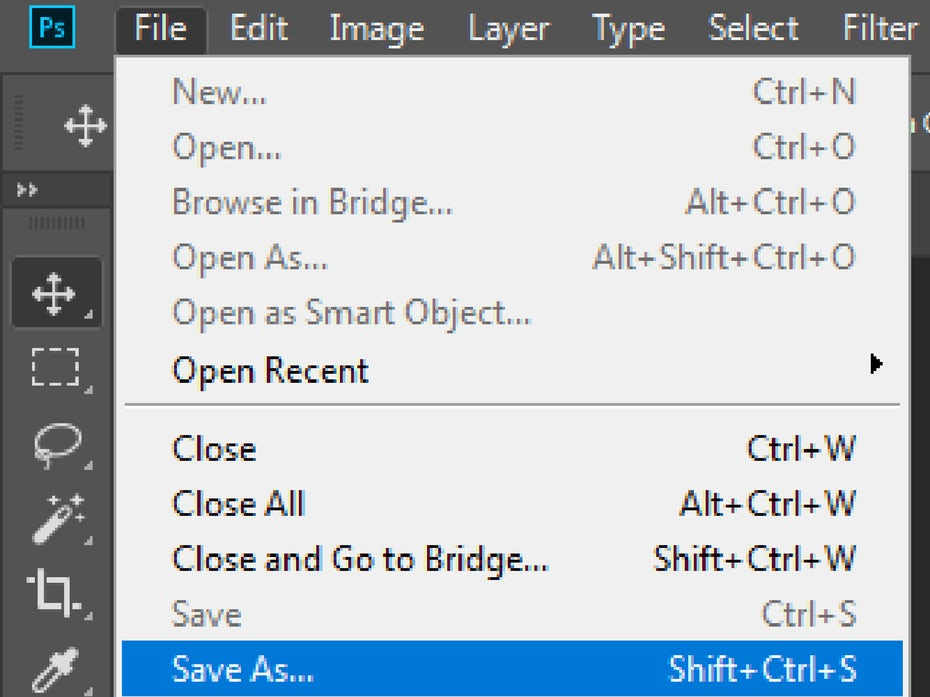 Ps File Edit Image Layer Type Select Filter
New... Ctrl+N
Open... Ctrl+O
Browse in Bridge... Alt+Ctrl+O
Open As... Alt+Shift+Ctrl+O
Open as Smart Object...
Open Recent
Close Ctrl+W
Close All Alt+Ctrl+W
Close and Go to Bridge... Shift+Ctrl+W
Save Ctrl+S
Save As... Shift+Ctrl+S